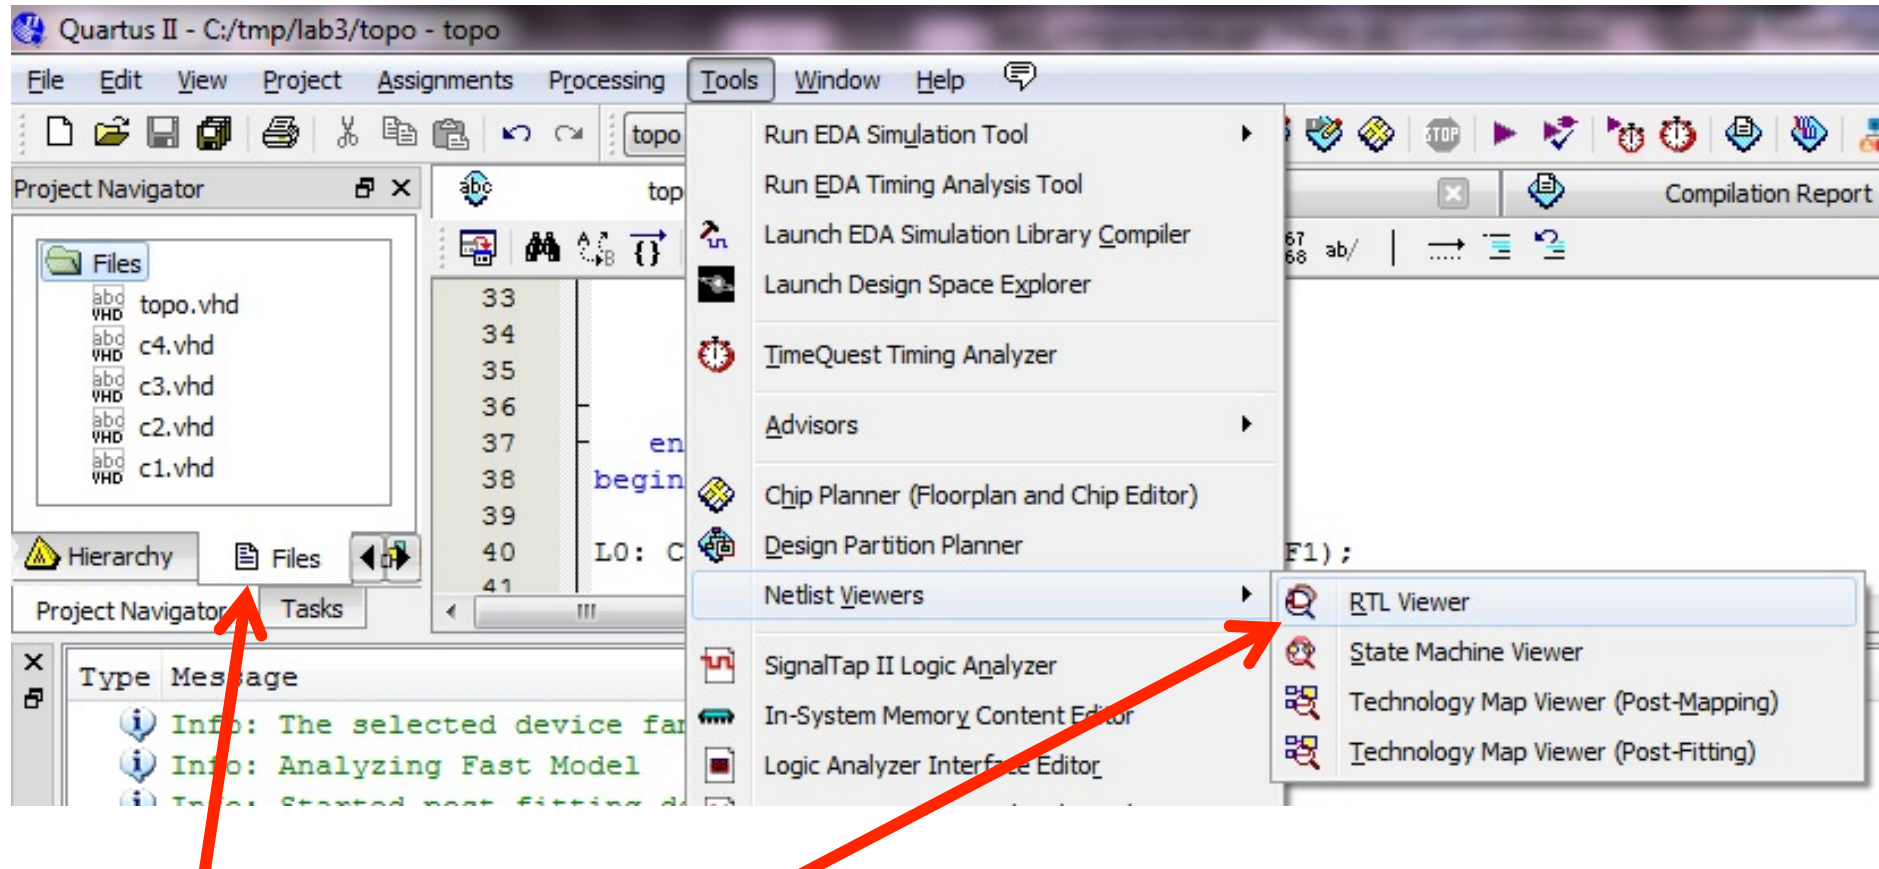 Quartus II - C:/tmp/lab3/topo - topo
File Edit View Project Assignments Processing Tools Window Help
topo
Project Navigator
Files
topo.vhd
c4.vhd
c3.vhd
c2.vhd
c1.vhd
Hierarchy Files
Project Navigator Tasks
top
Compilation Report
33
34
35
36
37 en
38 begin
39
40 L0: C F1);
41
Run EDA Simulation Tool
Run EDA Timing Analysis Tool
Launch EDA Simulation Library Compiler
Launch Design Space Explorer
TimeQuest Timing Analyzer
Advisors
Chip Planner (Floorplan and Chip Editor)
Design Partition Planner
Netlist Viewers
SignalTap II Logic Analyzer
In-System Memory Content Editor
Logic Analyzer Interface Editor
RTL Viewer
State Machine Viewer
Technology Map Viewer (Post-Mapping)
Technology Map Viewer (Post-Fitting)
Type Message
Info: The selected device fam
Info: Analyzing Fast Model
Info: Started post fitting de